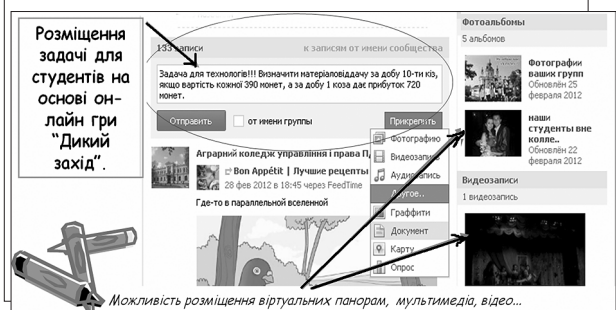 Розміщення
задачі для
студентів на
основі он-
лайн гри
“Дикий
захід”.
133 записи
к записям от имени сообщества
Задача для технологів!!! Визначити матеріаловіддачу за добу 10-ти кіз,
якщо вартість кожної 390 монет, а за добу 1 коза дає прибуток 720
монет.
Отправить
от имени группы
Прикрепить
Фотографию
Видеозапись
Аудиозапись
Другое..
Граффити
Документ
Карту
Опрос
Аграрний коледж управління і права П
Bon Appétit | Лучшие рецепты
28 фев 2012 в 18:45 через FeedTime
Где-то в параллельной вселенной
Фотоальбомы
5 альбомов
Фотографии
ваших групп
Обновлён 25
февраля 2012
наши
студенты вне
колле..
Обновлён 22
февраля 2012
Видеозаписи
1 видеозапись
Можливість розміщення віртуальних панорам, мультимедіа, відео...